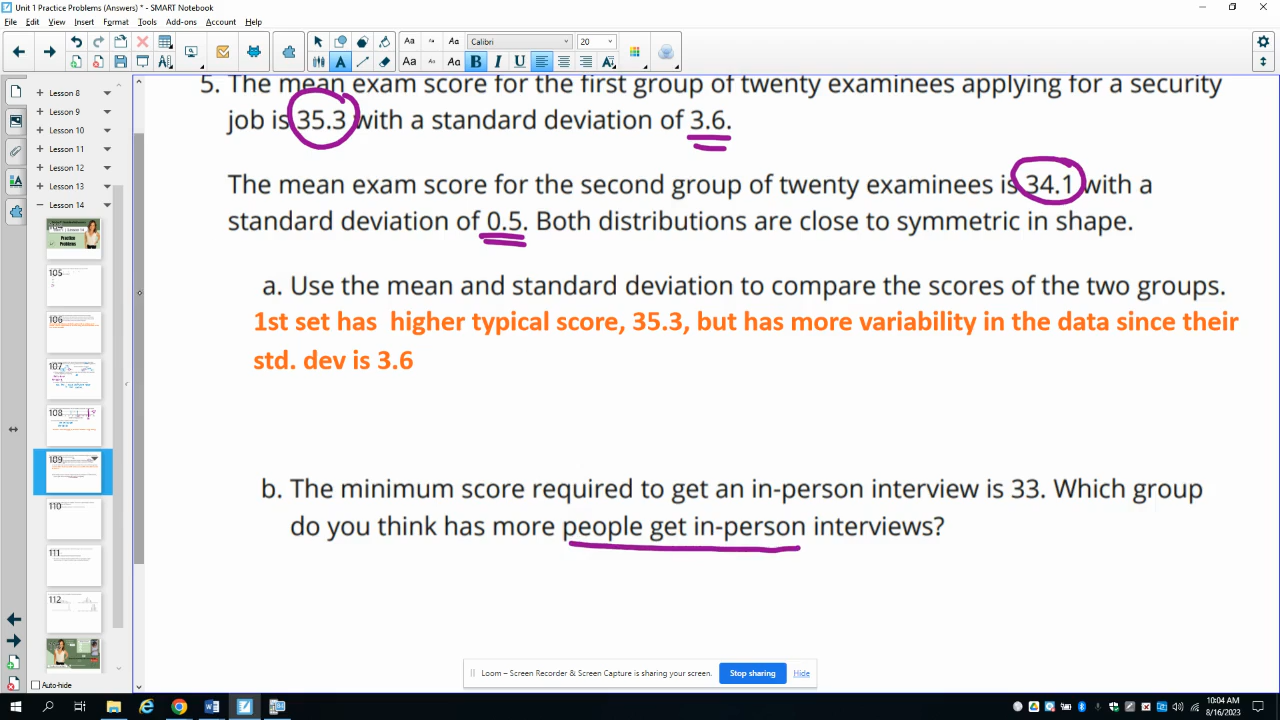 Unit 1 Practice Problems (Answers) * - SMART Notebook
File Edit View Insert Format Tools Add-ons Account Help
Calibri 20
B I U
Lesson 8
Lesson 9
Lesson 10
Lesson 11
Lesson 12
Lesson 13
Lesson 14
Practice
Problems
105
106
107
108
109
110
111
112
Auto-hide
5. The mean exam score for the first group of twenty examinees applying for a security
job is 35.3 with a standard deviation of 3.6.
The mean exam score for the second group of twenty examinees is 34.1 with a
standard deviation of 0.5. Both distributions are close to symmetric in shape.
a. Use the mean and standard deviation to compare the scores of the two groups.
1st set has higher typical score, 35.3, but has more variability in the data since their
std. dev is 3.6
b. The minimum score required to get an in-person interview is 33. Which group
do you think has more people get in-person interviews?
Loom – Screen Recorder & Screen Capture is sharing your screen. Stop sharing Hide
10:04 AM
8/16/2023